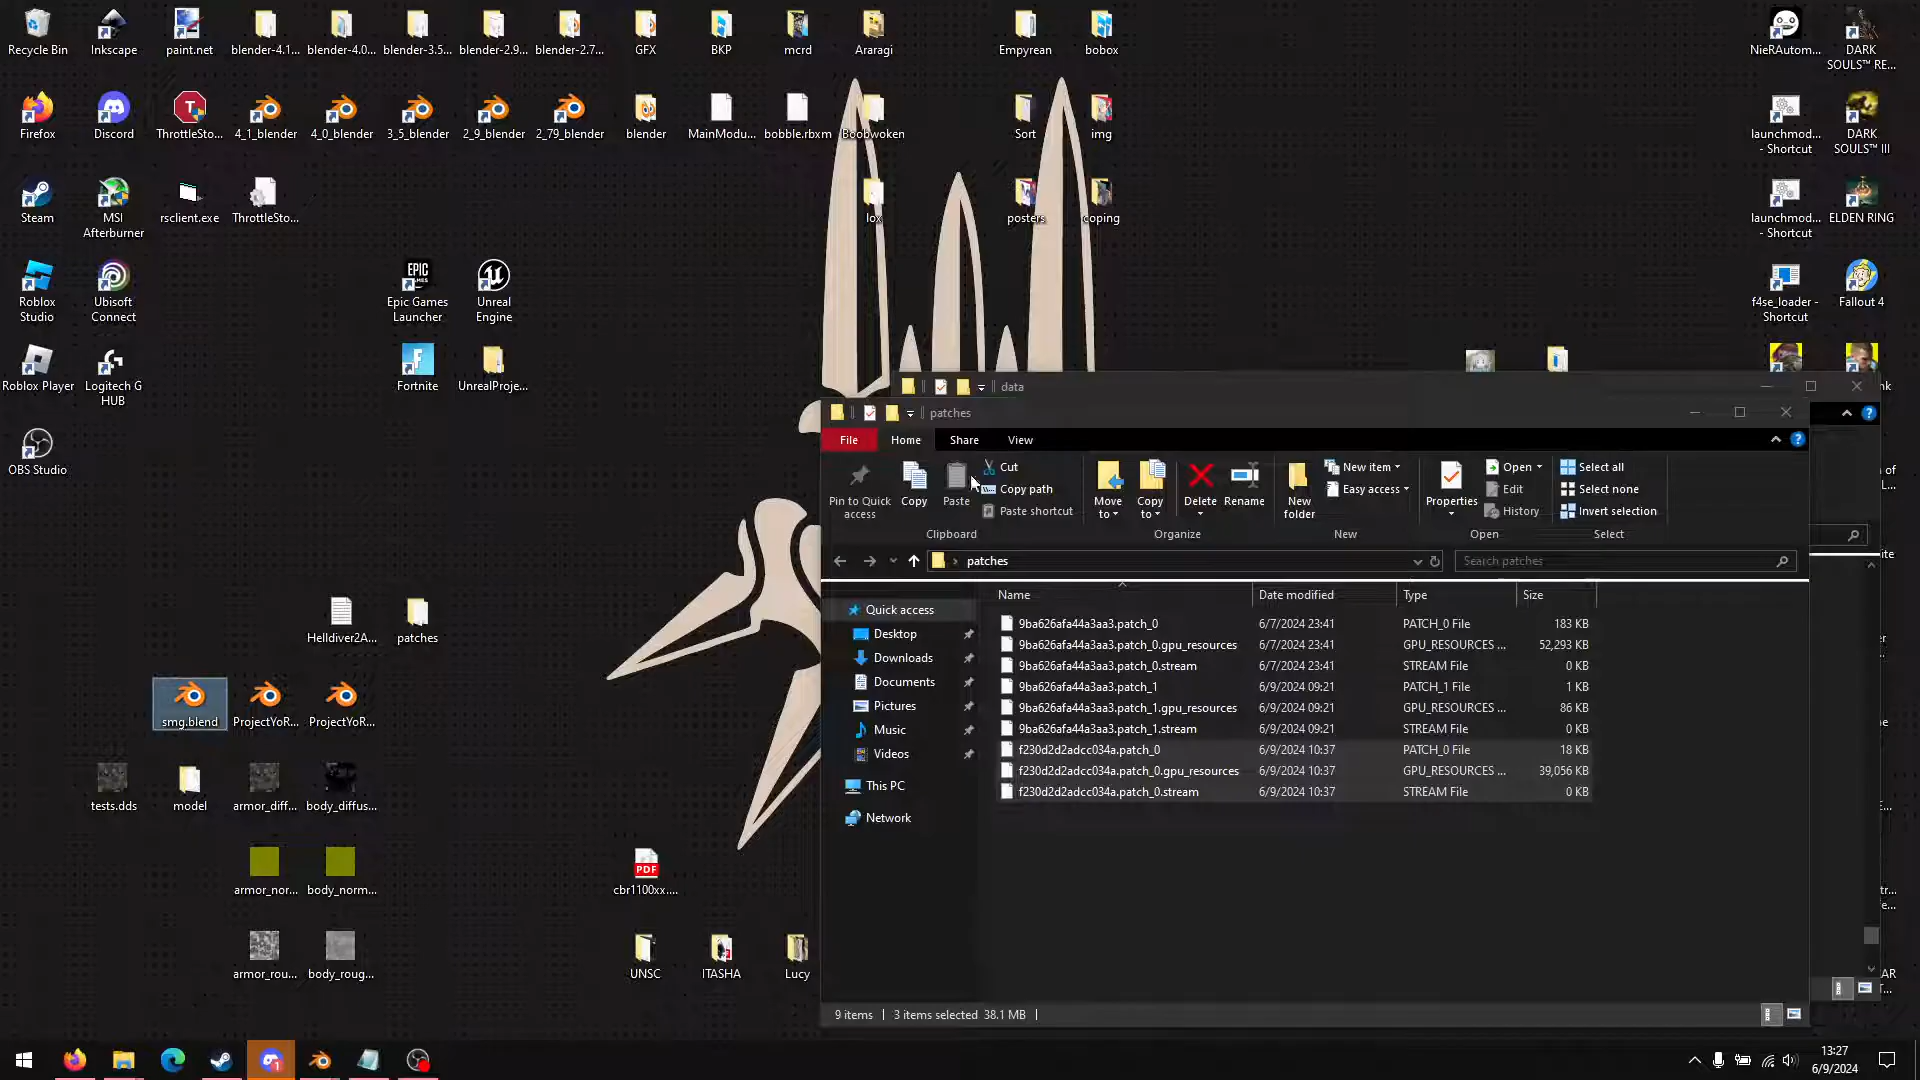 Recycle Bin
Inkscape
paint.net
blender-4.1...
blender-4.0...
blender-3.5...
blender-2.9...
blender-2.7...
GFX
BKP
mcrd
Araragi
Empyrean
bobox
NieRAutom...
DARK
SOULS™ RE...
Firefox
Discord
ThrottleSto...
4_1_blender
4_0_blender
3_5_blender
2_9_blender
2_79_blender
blender
MainModu...
bobble.rbxm
Boobwoken
Sort
img
launchmod...
- Shortcut
DARK
SOULS™ III
Steam
MSI
Afterburner
rsclient.exe
ThrottleSto...
lox
posters
coping
launchmod...
- Shortcut
ELDEN RING
Roblox
Studio
Ubisoft
Connect
EPIC
GAMES
Epic Games
Launcher
Unreal
Engine
f4se_loader -
Shortcut
Fallout 4
Roblox Player
Logitech G
HUB
Fortnite
UnrealProje...
OBS Studio
Helldiver2A...
patches
smg.blend
ProjectYoR...
ProjectYoR...
tests.dds
model
armor_diff...
body_diffus...
armor_nor...
body_norm...
PDF
cbr1100xx....
armor_rou...
body_roug...
UNSC
ITASHA
Lucy
data
patches
File
Home
Share
View
Pin to Quick
access
Copy
Paste
Cut
Copy path
Paste shortcut
Clipboard
Move
to
Copy
to
Delete
Rename
Organize
New
folder
New item
Easy access
New
Properties
Open
Edit
History
Open
Select all
Select none
Invert selection
Select
patches
Search patches
Name
Date modified
Type
Size
Quick access
Desktop
Downloads
Documents
Pictures
Music
Videos
This PC
Network
9ba626afa44a3aa3.patch_0 6/7/2024 23:41 PATCH_0 File 183 KB
9ba626afa44a3aa3.patch_0.gpu_resources 6/7/2024 23:41 GPU_RESOURCES ... 52,293 KB
9ba626afa44a3aa3.patch_0.stream 6/7/2024 23:41 STREAM File 0 KB
9ba626afa44a3aa3.patch_1 6/9/2024 09:21 PATCH_1 File 1 KB
9ba626afa44a3aa3.patch_1.gpu_resources 6/9/2024 09:21 GPU_RESOURCES ... 86 KB
9ba626afa44a3aa3.patch_1.stream 6/9/2024 09:21 STREAM File 0 KB
f230d2d2adcc034a.patch_0 6/9/2024 10:37 PATCH_0 File 18 KB
f230d2d2adcc034a.patch_0.gpu_resources 6/9/2024 10:37 GPU_RESOURCES ... 39,056 KB
f230d2d2adcc034a.patch_0.stream 6/9/2024 10:37 STREAM File 0 KB
9 items
3 items selected 38.1 MB
13:27
6/9/2024